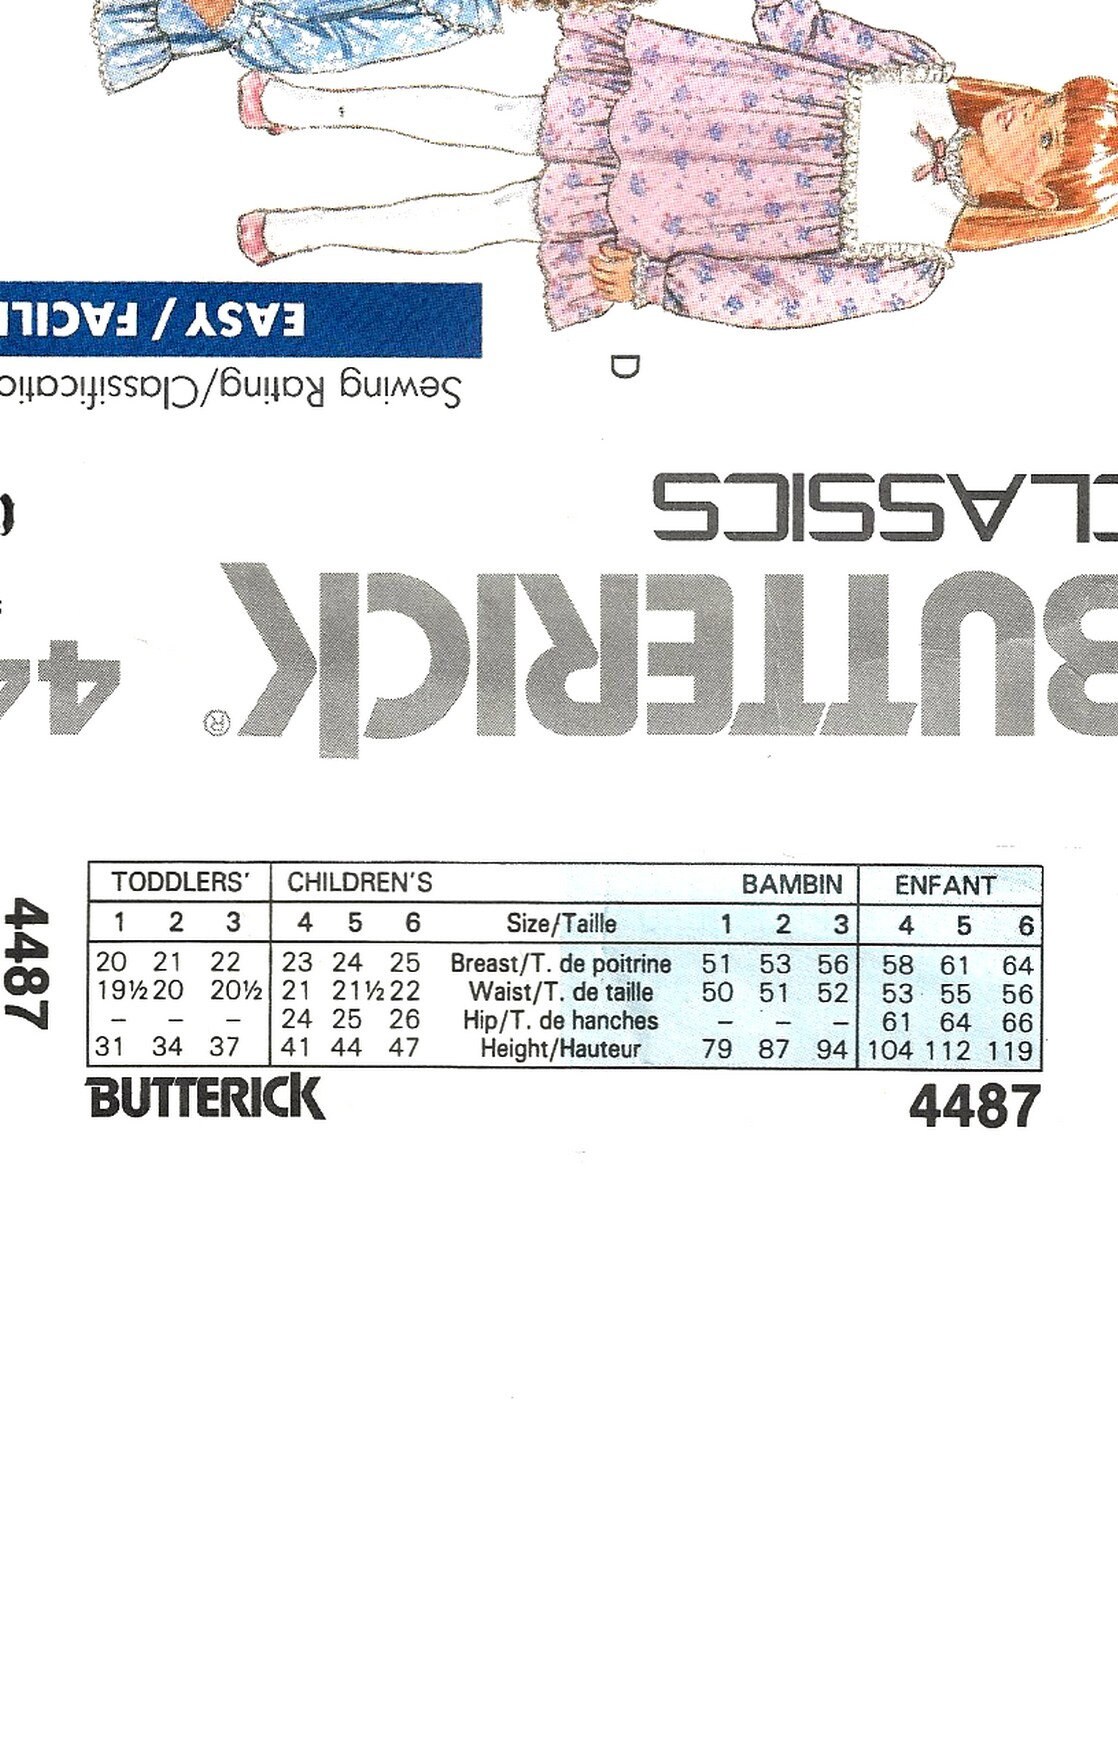 EASY / FACIL
Sewing Rating/Classificatio
D
CLASSICS
BUTTERICK®
44
4487
TODDLERS' CHILDREN'S BAMBIN ENFANT
1 2 3 4 5 6 Size/Taille 1 2 3 4 5 6
20 21 22 23 24 25 Breast/T. de poitrine 51 53 56 58 61 64
19½ 20 20½ 21 21½ 22 Waist/T. de taille 50 51 52 53 55 56
– – – 24 25 26 Hip/T. de hanches – – – 61 64 66
31 34 37 41 44 47 Height/Hauteur 79 87 94 104 112 119
BUTTERICK 4487